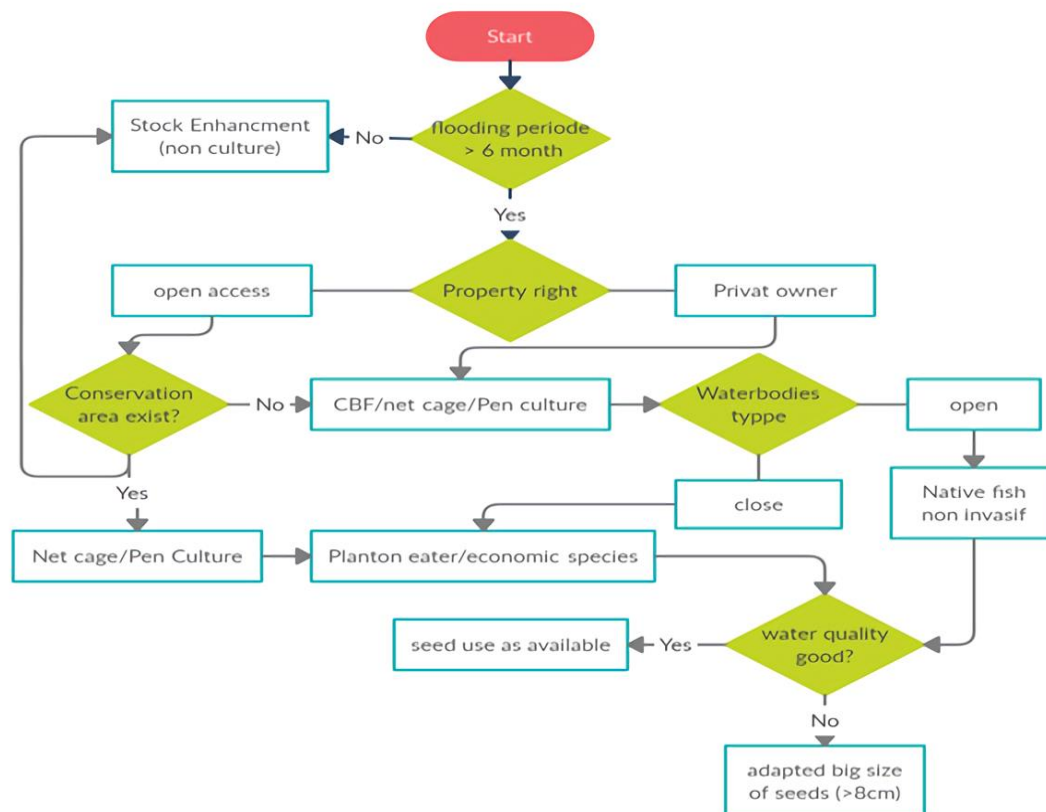 Start
flooding periode
> 6 month
No
Stock Enhancment
(non culture)
Yes
open access
Property right
Privat owner
Conservation
area exist?
No
CBF/net cage/Pen culture
Waterbodies
typpe
open
Yes
close
Native fish
non invasif
Net cage/Pen Culture
Planton eater/economic species
seed use as available
Yes
water quality
good?
No
adapted big size
of seeds (>8cm)